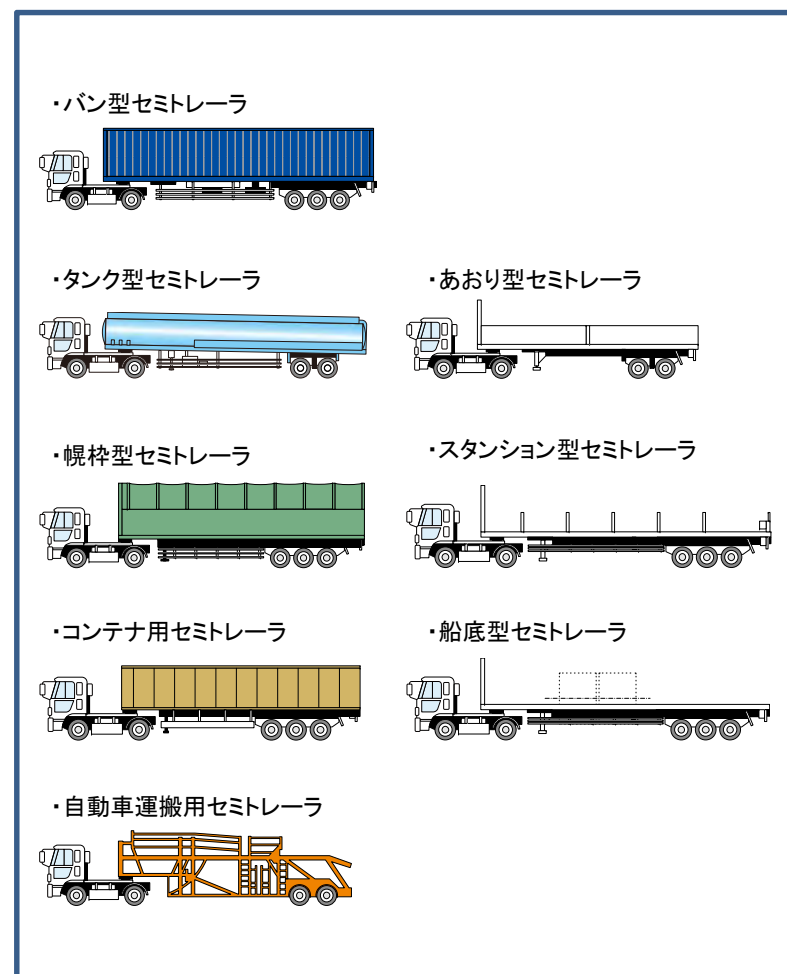 ・バン型セミトレーラ
・タンク型セミトレーラ
・あおり型セミトレーラ
・幌枠型セミトレーラ
・スタンション型セミトレーラ
・コンテナ用セミトレーラ
・船底型セミトレーラ
・自動車運搬用セミトレーラ